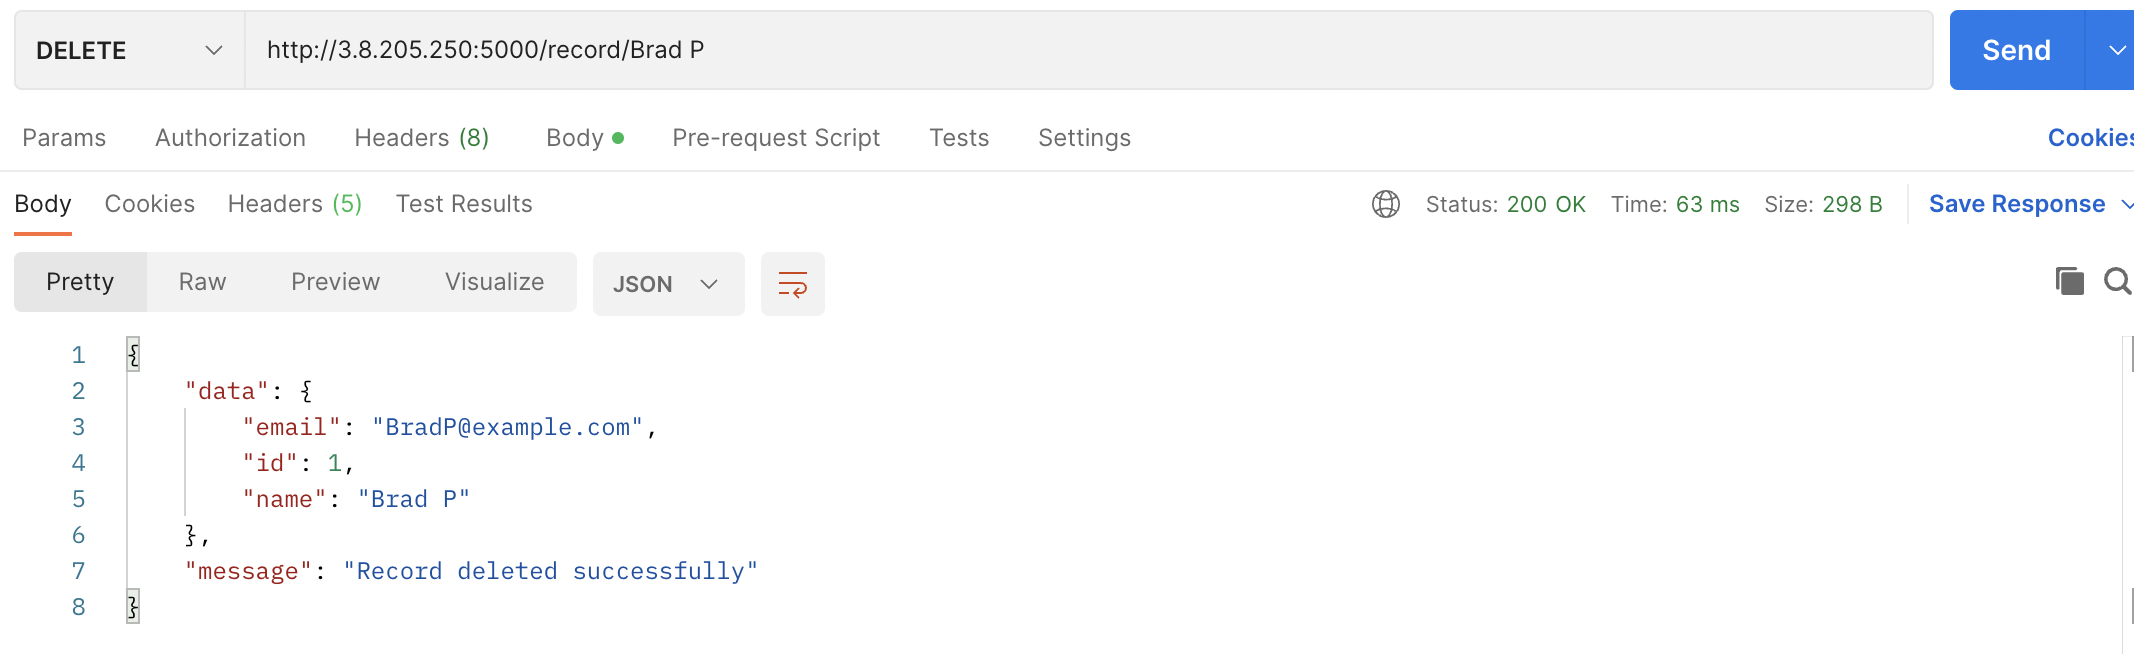 DELETE http://3.8.205.250:5000/record/Brad P Send
Params Authorization Headers (8) Body Pre-request Script Tests Settings Cookies
Body Cookies Headers (5) Test Results Status: 200 OK Time: 63 ms Size: 298 B Save Response
Pretty Raw Preview Visualize JSON
1 {
2 "data": {
3 "email": "BradP@example.com",
4 "id": 1,
5 "name": "Brad P"
6 },
7 "message": "Record deleted successfully"
8 }